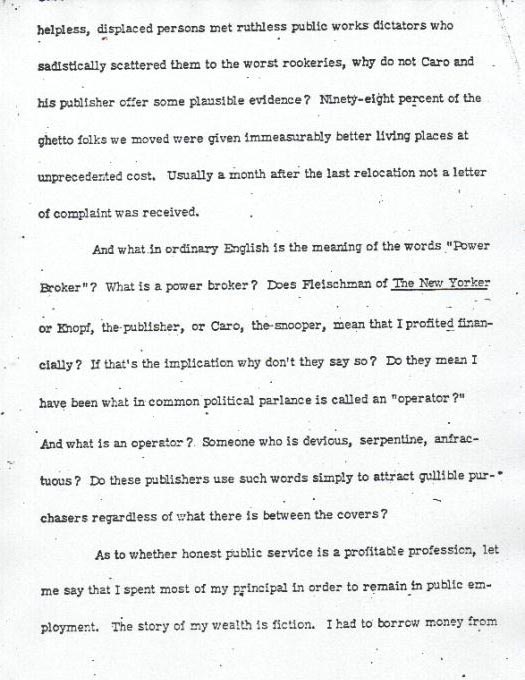 helpless, displaced persons met ruthless public works dictators who
sadistically scattered them to the worst rookeries, why do not Caro and
his publisher offer some plausible evidence? Ninety-eight percent of the
ghetto folks we moved were given immeasurably better living places at
unprecedented cost. Usually a month after the last relocation not a letter
of complaint was received.
And what in ordinary English is the meaning of the words "Power
Broker"? What is a power broker? Does Fleischman of The New Yorker
or Knopf, the publisher, or Caro, the snooper, mean that I profited finan-
cially? If that's the implication why don't they say so? Do they mean I
have been what in common political parlance is called an "operator?"
And what is an operator? Someone who is devious, serpentine, anfrac-
tuous? Do these publishers use such words simply to attract gullible pur-
chasers regardless of what there is between the covers?
As to whether honest public service is a profitable profession, let
me say that I spent most of my principal in order to remain in public em-
ployment. The story of my wealth is fiction. I had to borrow money from